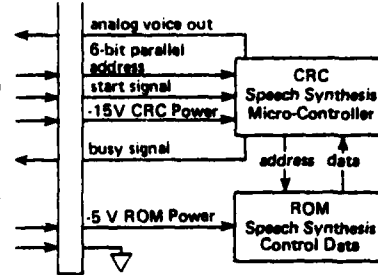 analog voice out
6-bit parallel
address
start signal
-15V CRC Power
busy signal
CRC
Speech Synthesis
Micro-Controller
address data
-5 V ROM Power
ROM
Speech Synthesis
Control Data